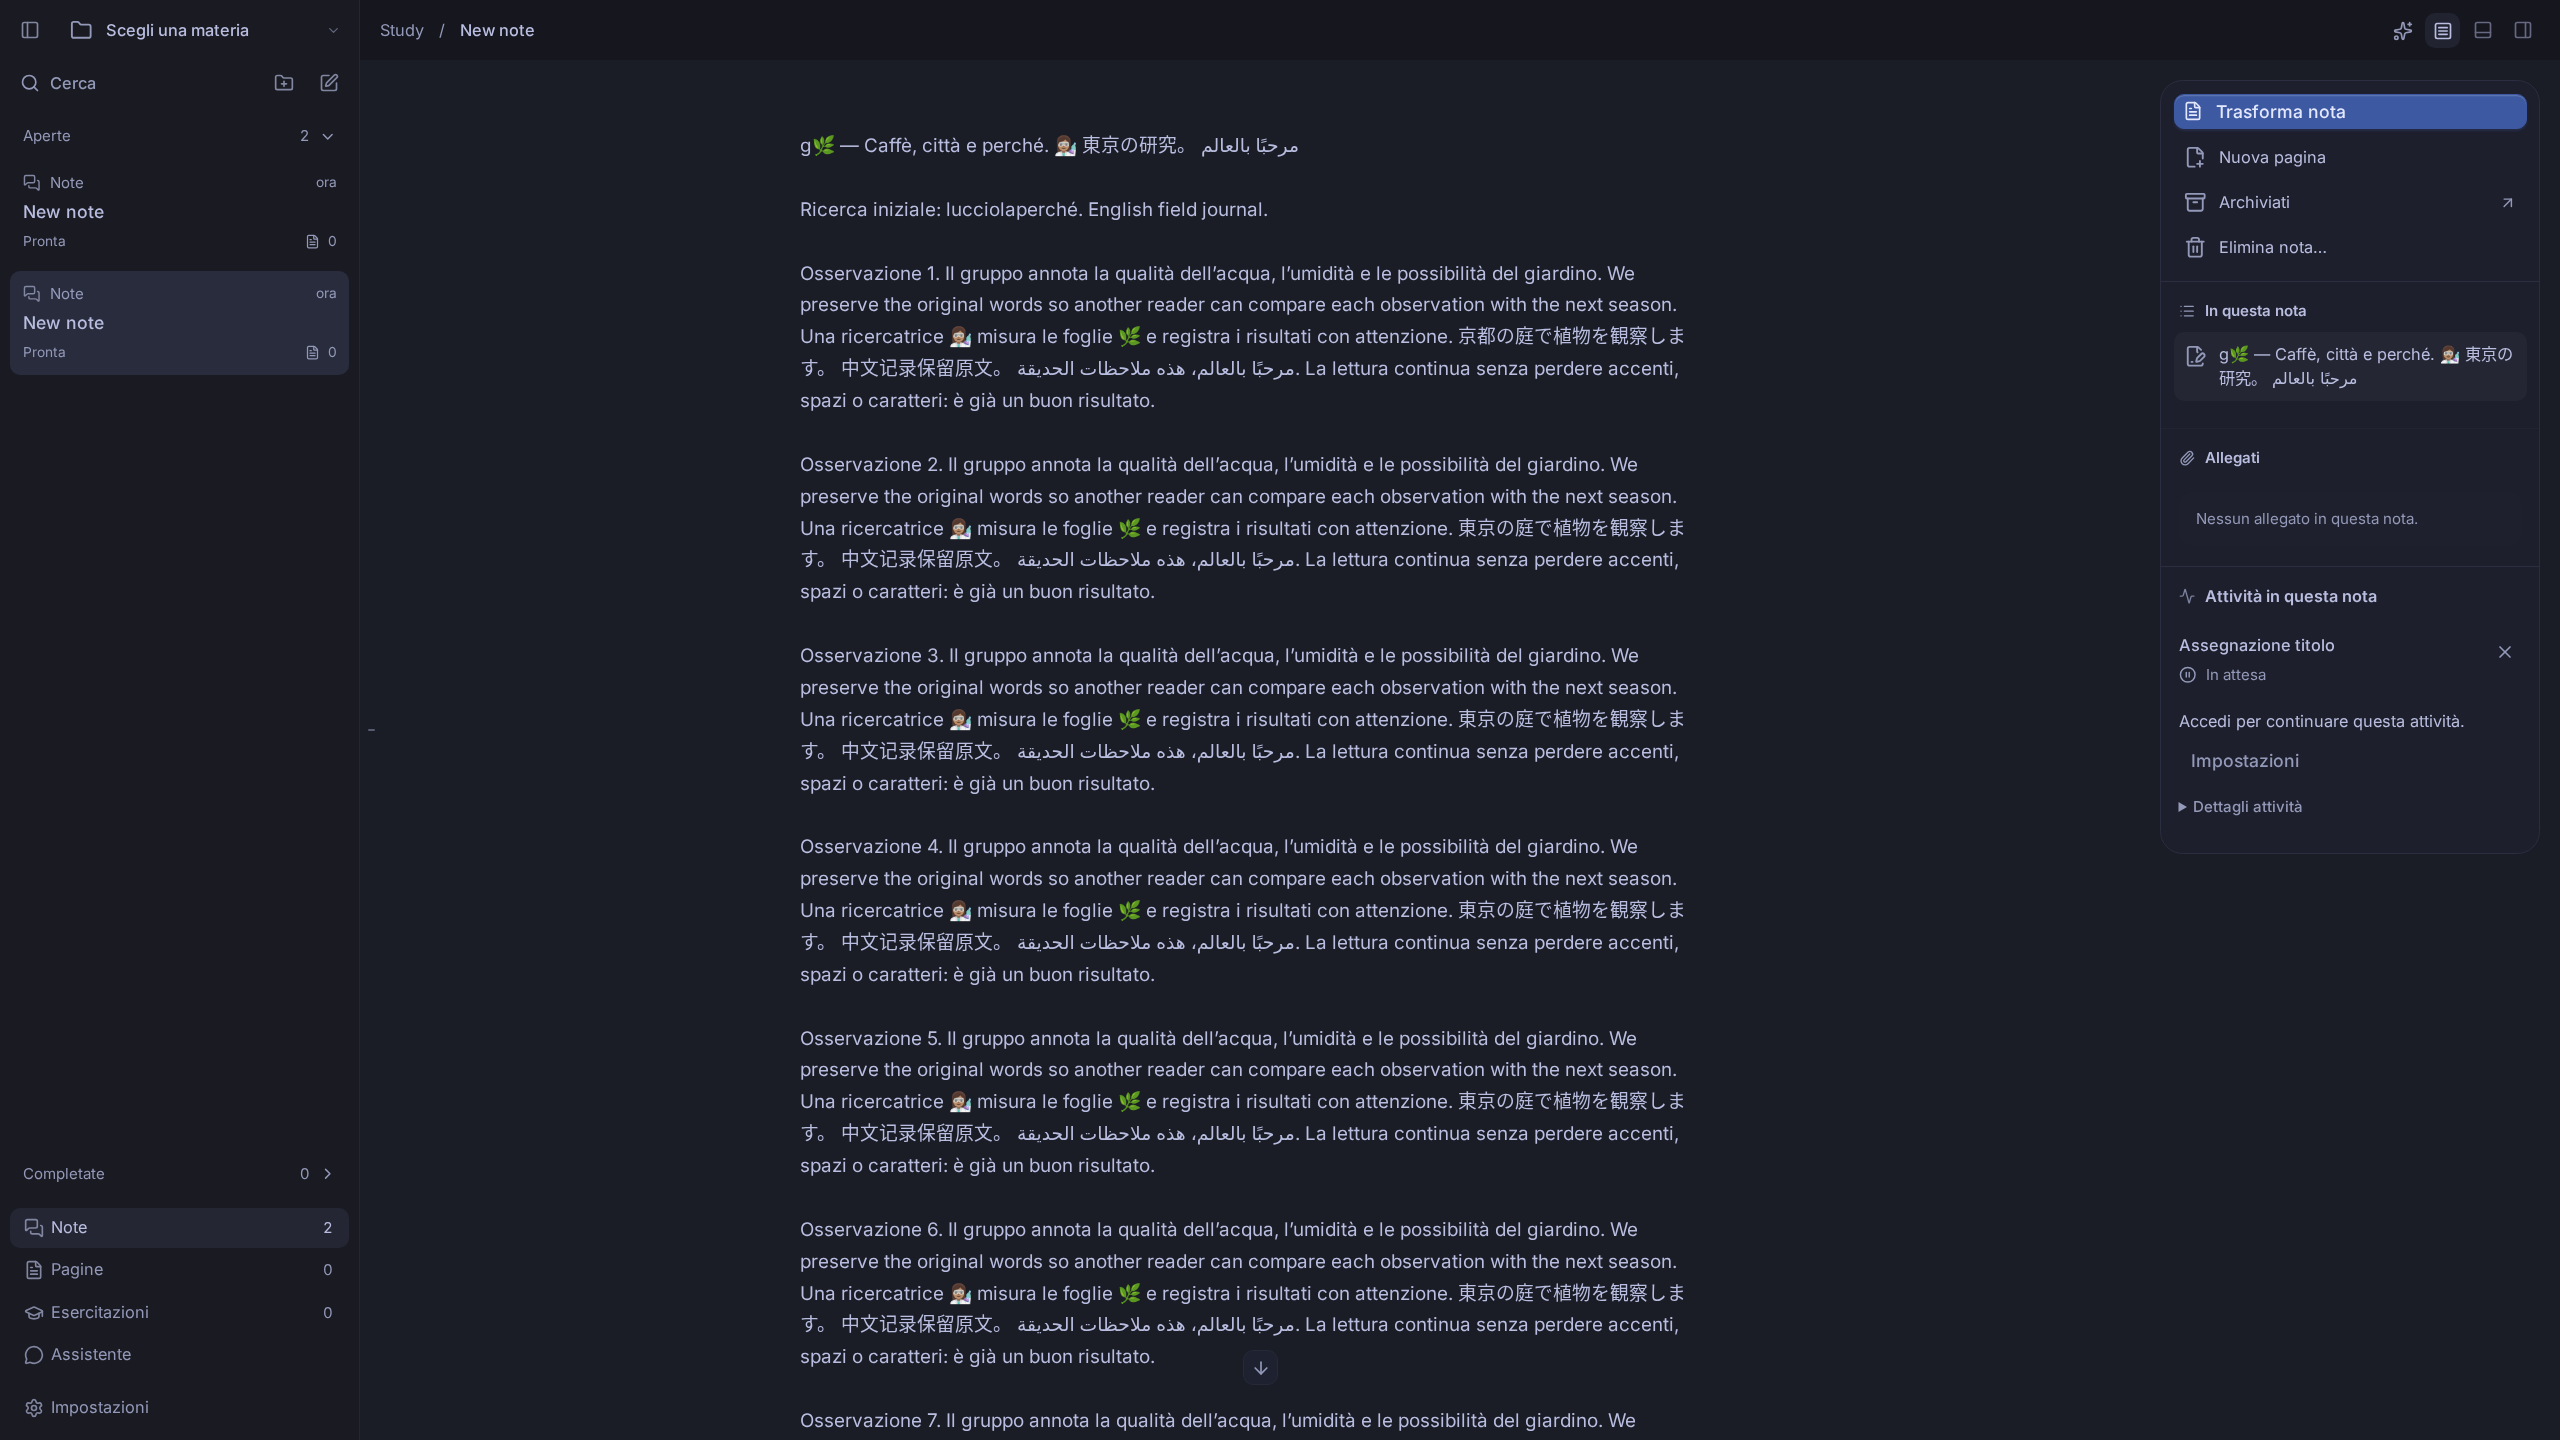 Scegli una materia
Cerca
Aperte 2
Note ora
New note
Pronta 0
Note ora
New note
Pronta 0
Completate 0
Note 2
Pagine 0
Esercitazioni 0
Assistente
Impostazioni
Study / New note
g🌿 — Caffè, città e perché. 👩🏽‍🔬 東京の研究。 مرحبًا بالعالم
Ricerca iniziale: lucciolaperché. English field journal.
Osservazione 1. Il gruppo annota la qualità dell’acqua, l’umidità e le possibilità del giardino. We
preserve the original words so another reader can compare each observation with the next season.
Una ricercatrice 👩🏽‍🔬 misura le foglie 🌿 e registra i risultati con attenzione. 京都の庭で植物を観察しま
す。 中文记录保留原文。 مرحبًا بالعالم، هذه ملاحظات الحديقة. La lettura continua senza perdere accenti,
spazi o caratteri: è già un buon risultato.
Osservazione 2. Il gruppo annota la qualità dell’acqua, l’umidità e le possibilità del giardino. We
preserve the original words so another reader can compare each observation with the next season.
Una ricercatrice 👩🏽‍🔬 misura le foglie 🌿 e registra i risultati con attenzione. 東京の庭で植物を観察しま
す。 中文记录保留原文。 مرحبًا بالعالم، هذه ملاحظات الحديقة. La lettura continua senza perdere accenti,
spazi o caratteri: è già un buon risultato.
Osservazione 3. Il gruppo annota la qualità dell’acqua, l’umidità e le possibilità del giardino. We
preserve the original words so another reader can compare each observation with the next season.
Una ricercatrice 👩🏽‍🔬 misura le foglie 🌿 e registra i risultati con attenzione. 東京の庭で植物を観察しま
す。 中文记录保留原文。 مرحبًا بالعالم، هذه ملاحظات الحديقة. La lettura continua senza perdere accenti,
spazi o caratteri: è già un buon risultato.
Osservazione 4. Il gruppo annota la qualità dell’acqua, l’umidità e le possibilità del giardino. We
preserve the original words so another reader can compare each observation with the next season.
Una ricercatrice 👩🏽‍🔬 misura le foglie 🌿 e registra i risultati con attenzione. 東京の庭で植物を観察しま
す。 中文记录保留原文。 مرحبًا بالعالم، هذه ملاحظات الحديقة. La lettura continua senza perdere accenti,
spazi o caratteri: è già un buon risultato.
Osservazione 5. Il gruppo annota la qualità dell’acqua, l’umidità e le possibilità del giardino. We
preserve the original words so another reader can compare each observation with the next season.
Una ricercatrice 👩🏽‍🔬 misura le foglie 🌿 e registra i risultati con attenzione. 東京の庭で植物を観察しま
す。 中文记录保留原文。 مرحبًا بالعالم، هذه ملاحظات الحديقة. La lettura continua senza perdere accenti,
spazi o caratteri: è già un buon risultato.
Osservazione 6. Il gruppo annota la qualità dell’acqua, l’umidità e le possibilità del giardino. We
preserve the original words so another reader can compare each observation with the next season.
Una ricercatrice 👩🏽‍🔬 misura le foglie 🌿 e registra i risultati con attenzione. 東京の庭で植物を観察しま
す。 中文记录保留原文。 مرحبًا بالعالم، هذه ملاحظات الحديقة. La lettura continua senza perdere accenti,
spazi o caratteri: è già un buon risultato.
Osservazione 7. Il gruppo annota la qualità dell’acqua, l’umidità e le possibilità del giardino. We
Trasforma nota
Nuova pagina
Archiviati
Elimina nota…
In questa nota
g🌿 — Caffè, città e perché. 👩🏽‍🔬 東京の
研究。 مرحبًا بالعالم
Allegati
Nessun allegato in questa nota.
Attività in questa nota
Assegnazione titolo
In attesa
Accedi per continuare questa attività.
Impostazioni
Dettagli attività